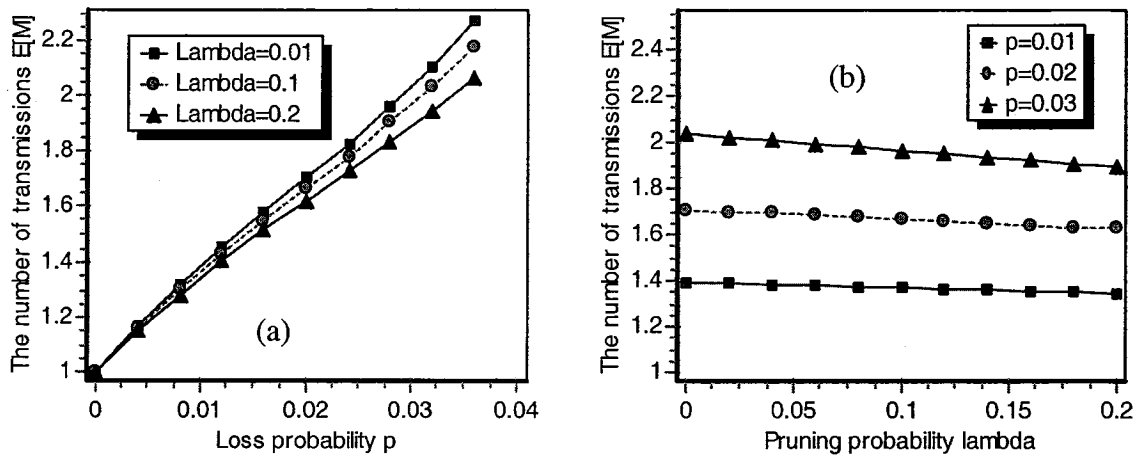 The number of transmissions E[M]
2.2
2
1.8
1.6
1.4
1.2
1
Lambda=0.01
Lambda=0.1
Lambda=0.2
(a)
0 0.01 0.02 0.03 0.04
Loss probability p
The number of transmissions E[M]
2.4
2.2
2
1.8
1.6
1.4
1.2
1
p=0.01
p=0.02
p=0.03
(b)
0 0.05 0.1 0.15 0.2
Pruning probability lambda